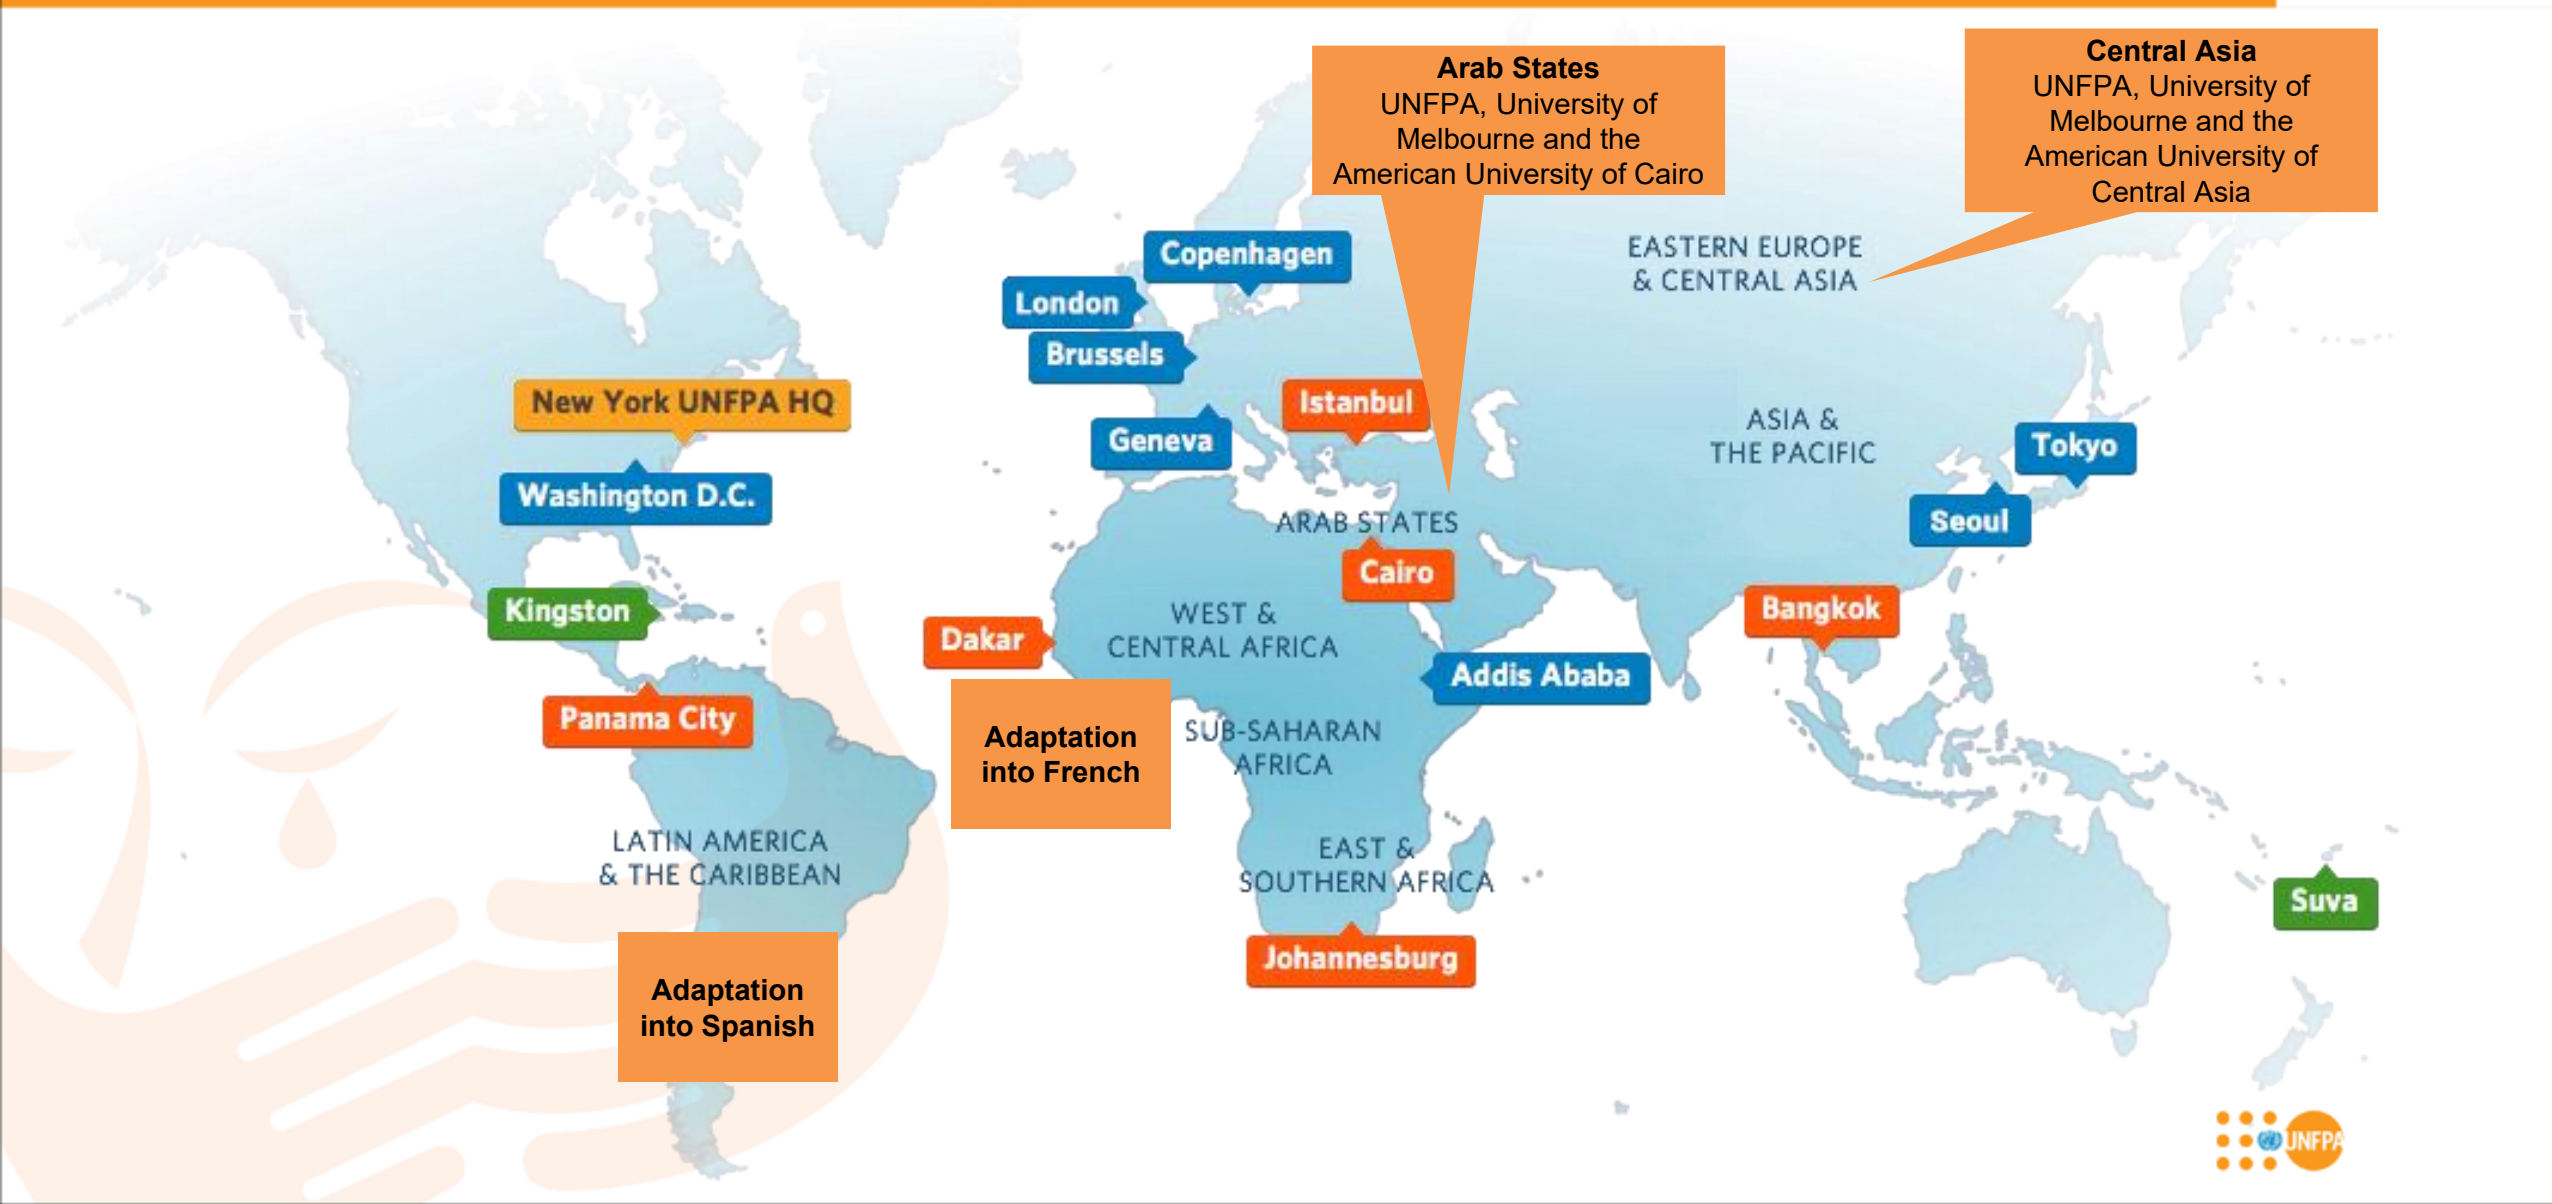 Arab States
UNFPA, University of
Melbourne and the
American University of Cairo
Central Asia
UNFPA, University of
Melbourne and the
American University of
Central Asia
EASTERN EUROPE
& CENTRAL ASIA
Copenhagen
London
Brussels
New York UNFPA HQ
Istanbul
Geneva
ASIA &
THE PACIFIC
Tokyo
Washington D.C.
Seoul
ARAB STATES
Cairo
Kingston
WEST &
CENTRAL AFRICA
Dakar
Bangkok
Addis Ababa
Panama City
Adaptation
into French
SUB-SAHARAN
AFRICA
LATIN AMERICA
& THE CARIBBEAN
EAST &
SOUTHERN AFRICA
Suva
Johannesburg
Adaptation
into Spanish
UNFPA